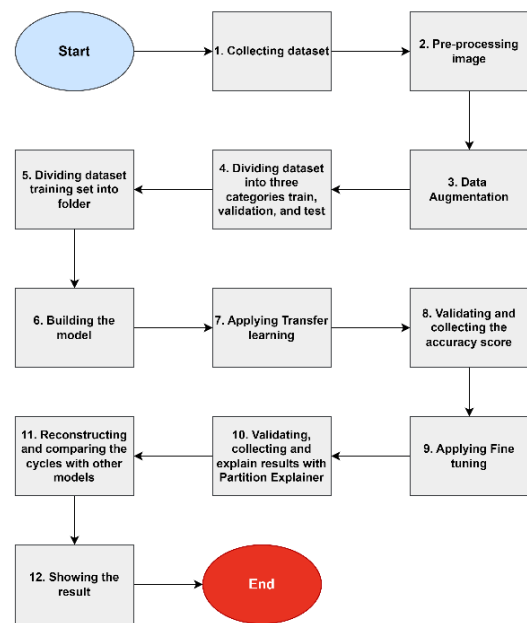 Start
1. Collecting dataset
2. Pre-processing
image
3. Data
Augmentation
4. Dividing dataset
into three
categories train,
validation, and test
5. Dividing dataset
training set into
folder
6. Building the
model
7. Applying Transfer
learning
8. Validating and
collecting the
accuracy score
9. Applying Fine
tuning
10. Validating,
collecting and
explain results with
Partition Explainer
11. Reconstructing
and comparing the
cycles with other
models
12. Showing the
result
End